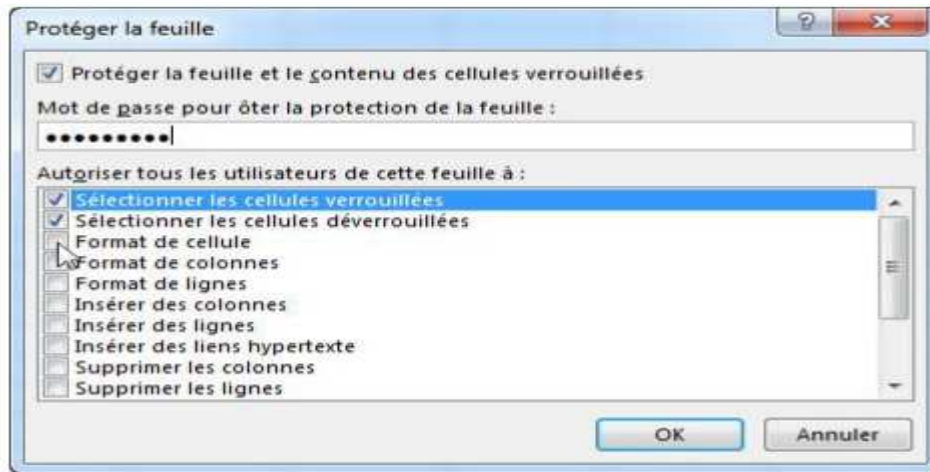 Protéger la feuille
Protéger la feuille et le contenu des cellules verrouillées
Mot de passe pour ôter la protection de la feuille :
•••••••••
Autoriser tous les utilisateurs de cette feuille à :
Sélectionner les cellules verrouillées
Sélectionner les cellules déverrouillées
Format de cellule
Format de colonnes
Format de lignes
Insérer des colonnes
Insérer des lignes
Insérer des liens hypertexte
Supprimer les colonnes
Supprimer les lignes
OK Annuler